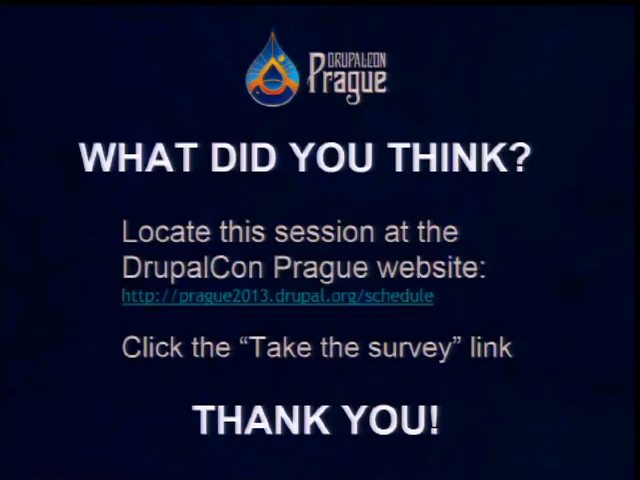 DRUPALCON
Prague
WHAT DID YOU THINK?
Locate this session at the
DrupalCon Prague website:
http://prague2013.drupal.org/schedule
Click the “Take the survey” link
THANK YOU!